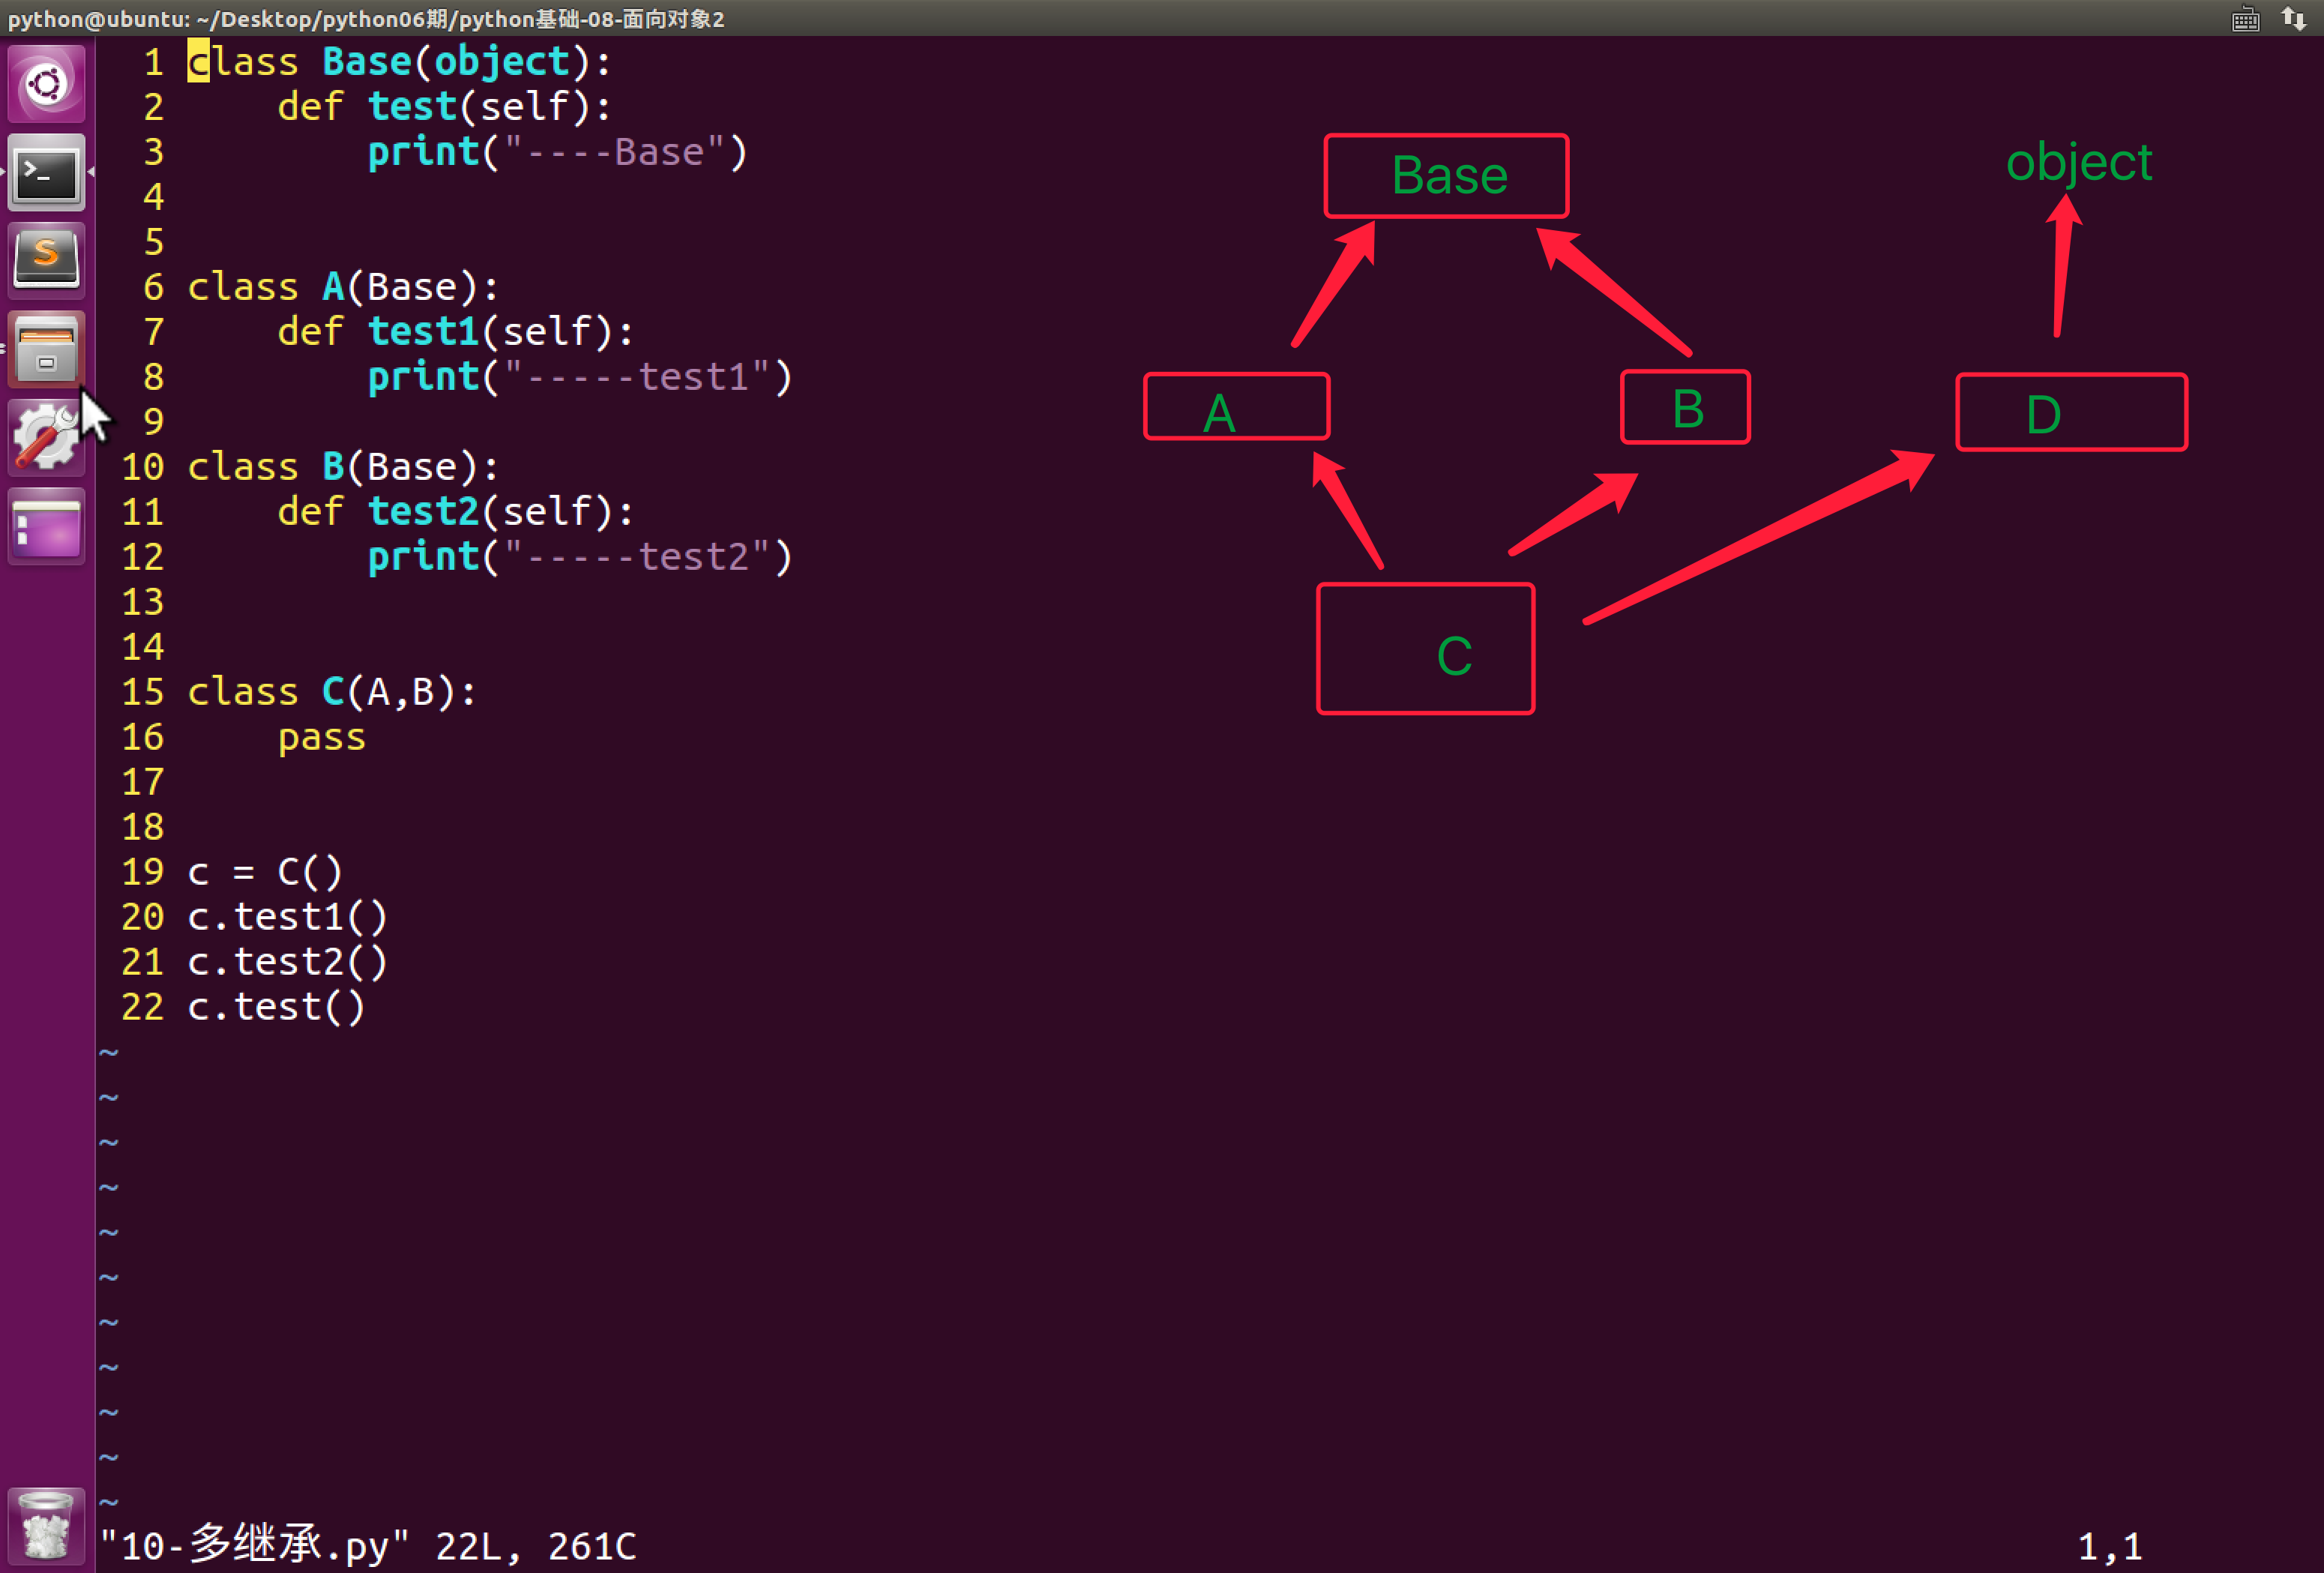 python@ubuntu: ~/Desktop/python06期/python基础-08-面向对象2
1 class Base(object):
2     def test(self):
3         print("----Base")
4
5
6 class A(Base):
7     def test1(self):
8         print("-----test1")
9
10 class B(Base):
11     def test2(self):
12         print("-----test2")
13
14
15 class C(A,B):
16     pass
17
18
19 c = C()
20 c.test1()
21 c.test2()
22 c.test()
~
~
~
~
~
~
~
~
~
~
~
"10-多继承.py" 22L, 261C
1,1
Base
object
A
B
D
C